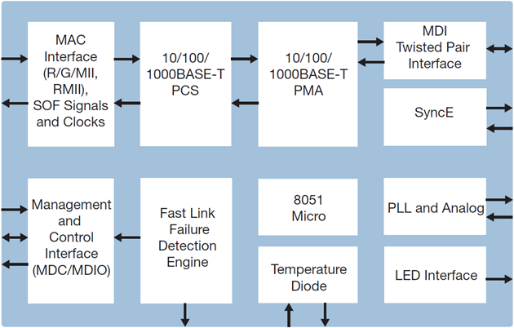 MAC
Interface
(R/G/MII,
RMII),
SOF Signals
and Clocks
10/100/
1000BASE-T
PCS
10/100/
1000BASE-T
PMA
MDI
Twisted Pair
Interface
SyncE
Management
and
Control
Interface
(MDC/MDIO)
Fast Link
Failure
Detection
Engine
8051
Micro
Temperature
Diode
PLL and Analog
LED Interface